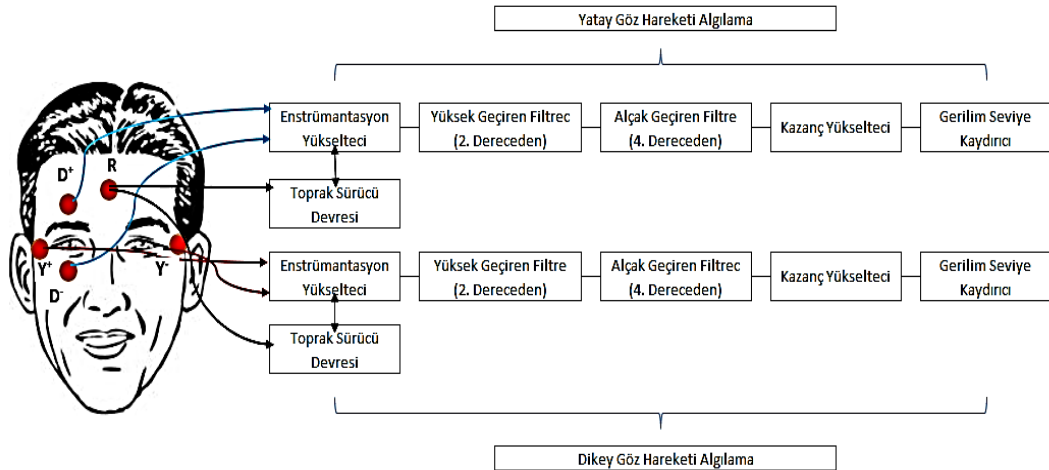 Yatay Göz Hareketi Algılama
Enstrümantasyon
Yükselteci
Yüksek Geçiren Filtrec
(2. Dereceden)
Alçak Geçiren Filtre
(4. Dereceden)
Kazanç Yükselteci
Gerilim Seviye
Kaydırıcı
D+
R
Toprak Sürücü
Devresi
Y+
Y-
D-
Enstrümantasyon
Yükselteci
Yüksek Geçiren Filtre
(2. Dereceden)
Alçak Geçiren Filtrec
(4. Dereceden)
Kazanç Yükselteci
Gerilim Seviye
Kaydırıcı
Toprak Sürücü
Devresi
Dikey Göz Hareketi Algılama